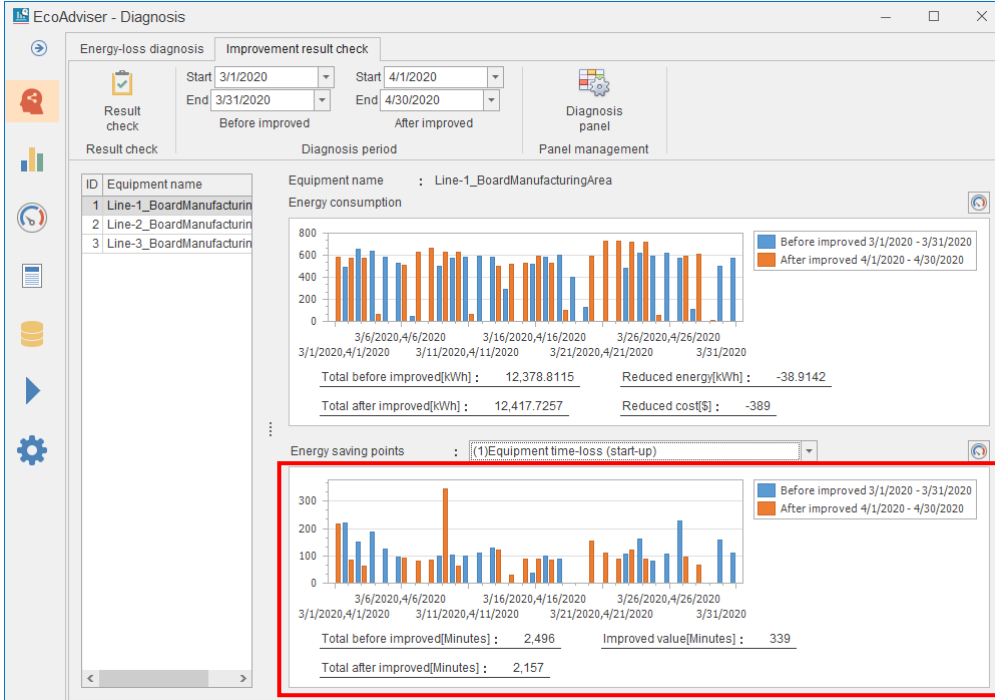 EcoAdviser - Diagnosis
Energy-loss diagnosis
Improvement result check
Result
check
Result check
Start 3/1/2020
End 3/31/2020
Before improved
Start 4/1/2020
End 4/30/2020
After improved
Diagnosis period
Diagnosis
panel
Panel management
ID Equipment name
1 Line-1_BoardManufacturin
2 Line-2_BoardManufacturin
3 Line-3_BoardManufacturin
Equipment name : Line-1_BoardManufacturingArea
Energy consumption
800
600
400
200
0
3/6/2020,4/6/2020 3/16/2020,4/16/2020 3/26/2020,4/26/2020
3/1/2020,4/1/2020 3/11/2020,4/11/2020 3/21/2020,4/21/2020 3/31/2020
Before improved 3/1/2020 - 3/31/2020
After improved 4/1/2020 - 4/30/2020
Total before improved[kWh] : 12,378.8115 Reduced energy[kWh] : -38.9142
Total after improved[kWh] : 12,417.7257 Reduced cost[$] : -389
Energy saving points : (1)Equipment time-loss (start-up)
300
200
100
0
3/6/2020,4/6/2020 3/16/2020,4/16/2020 3/26/2020,4/26/2020
3/1/2020,4/1/2020 3/11/2020,4/11/2020 3/21/2020,4/21/2020 3/31/2020
Before improved 3/1/2020 - 3/31/2020
After improved 4/1/2020 - 4/30/2020
Total before improved[Minutes] : 2,496 Improved value[Minutes] : 339
Total after improved[Minutes] : 2,157